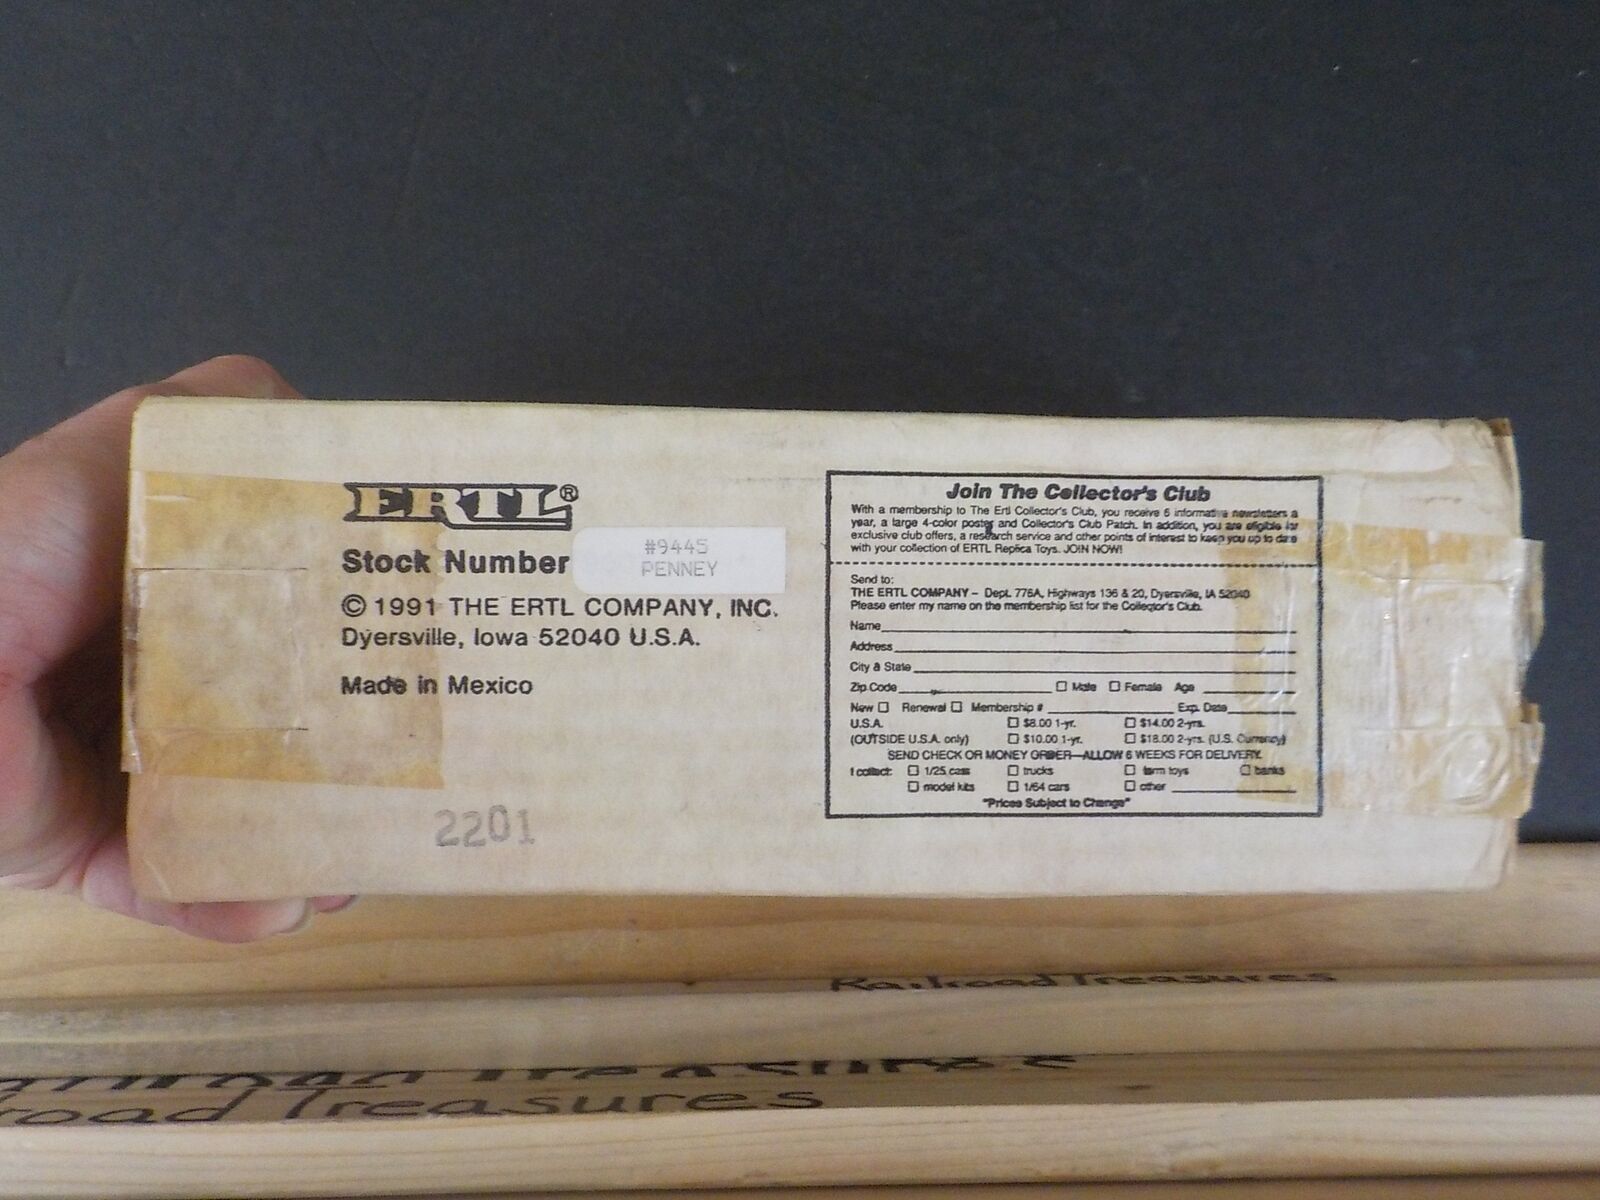 ERTL®
Stock Number
#9445
PENNEY
© 1991 THE ERTL COMPANY, INC.
Dyersville, Iowa 52040 U.S.A.
Made in Mexico
2201
Join The Collector's Club
With a membership to The Ertl Collector's Club, you receive 6 informative newsletters a
year, a large 4-color poster and Collector's Club Patch. In addition, you are eligible for
exclusive club offers, a research service and other points of interest to keep you up to date
with your collection of ERTL Replica Toys. JOIN NOW!
Send to:
THE ERTL COMPANY – Dept. 776A, Highways 136 & 20, Dyersville, IA 52040
Please enter my name on the membership list for the Collector's Club.
Name
Address
City & State
Zip Code ☐ Male ☐ Female Age
New ☐ Renewal ☐ Membership # Exp. Date
U.S.A. ☐ $8.00 1-yr. ☐ $14.00 2-yrs.
(OUTSIDE U.S.A. only) ☐ $10.00 1-yr. ☐ $18.00 2-yrs. (U.S. Currency)
SEND CHECK OR MONEY ORDER—ALLOW 6 WEEKS FOR DELIVERY.
I collect: ☐ 1/25 cars ☐ trucks ☐ farm toys ☐ banks
☐ model kits ☐ 1/64 cars ☐ other
"Prices Subject to Change"
Railroad Treasures
Railroad Treasures
road Treasures